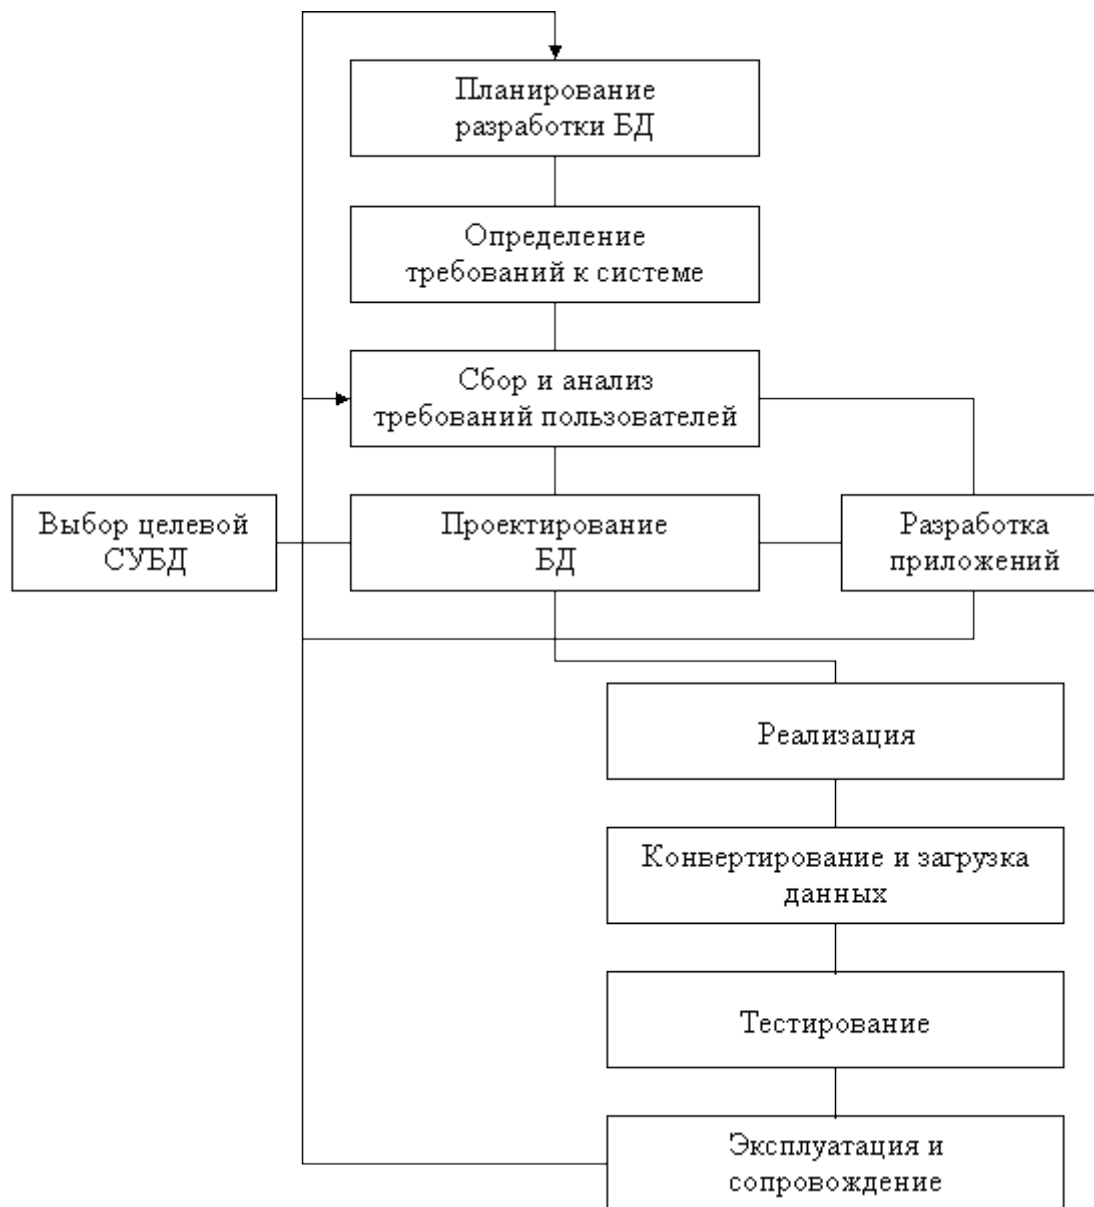 Планирование
разработки БД
Определение
требований к системе
Сбор и анализ
требований пользователей
Выбор целевой
СУБД
Проектирование
БД
Разработка
приложений
Реализация
Конвертирование и загрузка
данных
Тестирование
Эксплуатация и
сопровождение